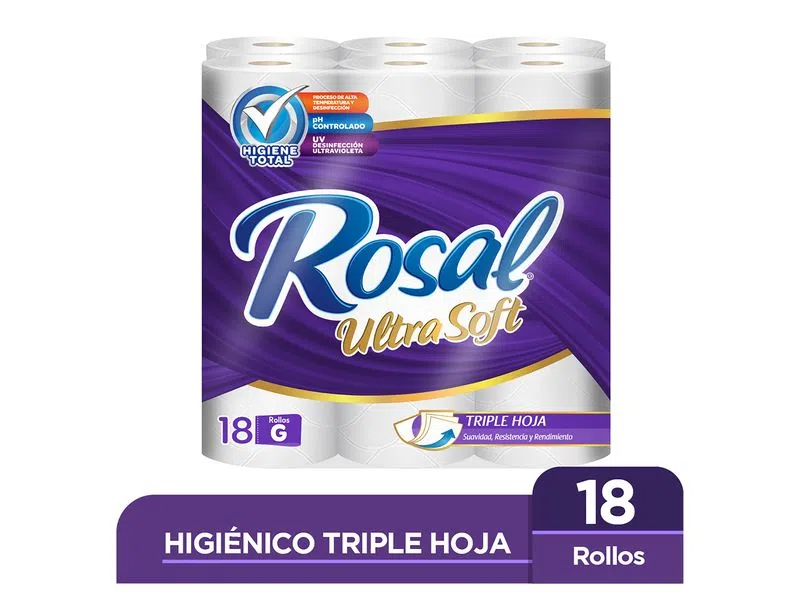 PROCESO DE ALTA
TEMPERATURA Y
DESINFECCIÓN
pH
CONTROLADO
UV
DESINFECCIÓN
ULTRAVIOLETA
HIGIENE
TOTAL
Rosal®
Ultra Soft
18 Rollos G
TRIPLE HOJA
Suavidad, Resistencia y Rendimiento
HIGIÉNICO TRIPLE HOJA
18
Rollos